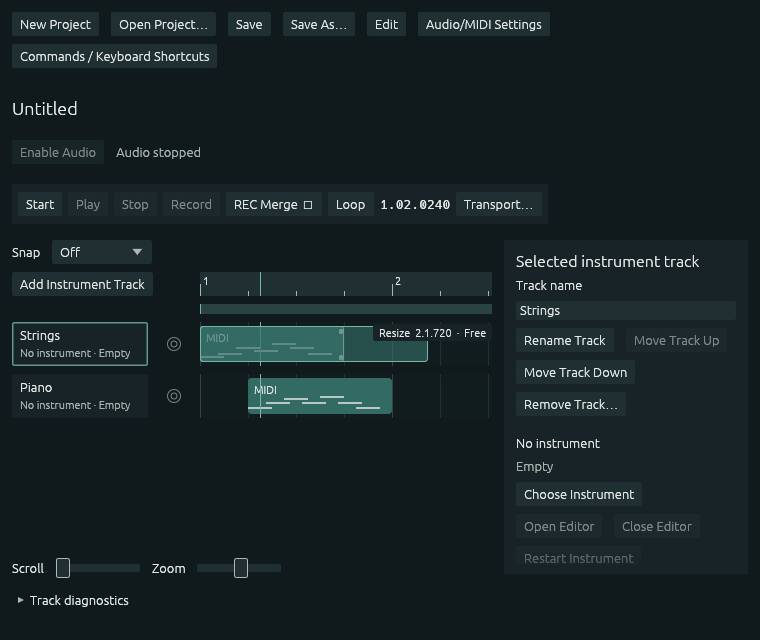 New Project Open Project... Save Save As... Edit Audio/MIDI Settings
Commands / Keyboard Shortcuts
Untitled
Enable Audio Audio stopped
Start Play Stop Record REC Merge Loop 1.02.0240 Transport...
Snap Off
Add Instrument Track
1 2
Strings
No instrument · Empty
MIDI
Resize 2.1.720 · Free
Piano
No instrument · Empty
MIDI
Selected instrument track
Track name
Strings
Rename Track Move Track Up
Move Track Down
Remove Track...
No instrument
Empty
Choose Instrument
Open Editor Close Editor
Restart Instrument
Scroll Zoom
Track diagnostics